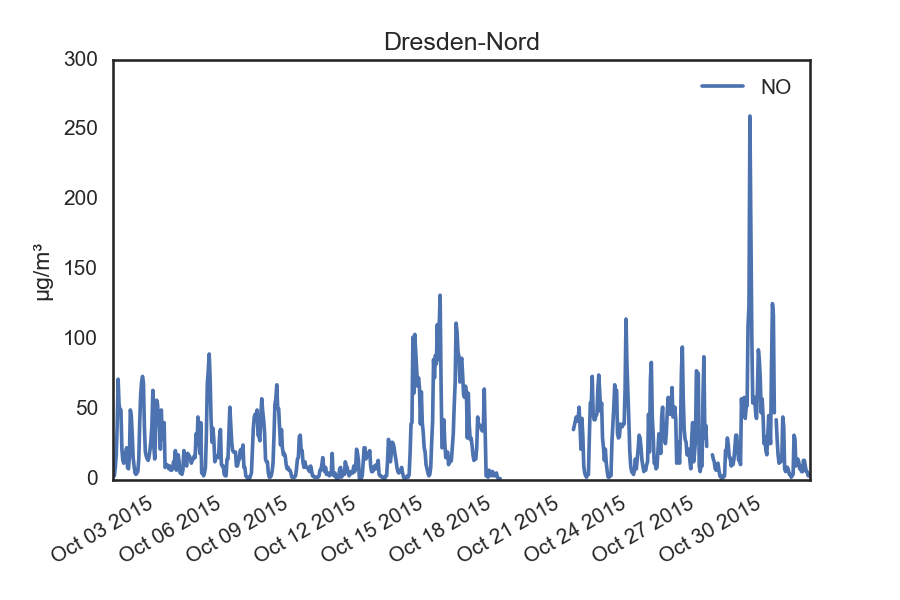 Dresden-Nord
300
250
200
150
100
50
0
µg/m³
NO
Oct 03 2015
Oct 06 2015
Oct 09 2015
Oct 12 2015
Oct 15 2015
Oct 18 2015
Oct 21 2015
Oct 24 2015
Oct 27 2015
Oct 30 2015